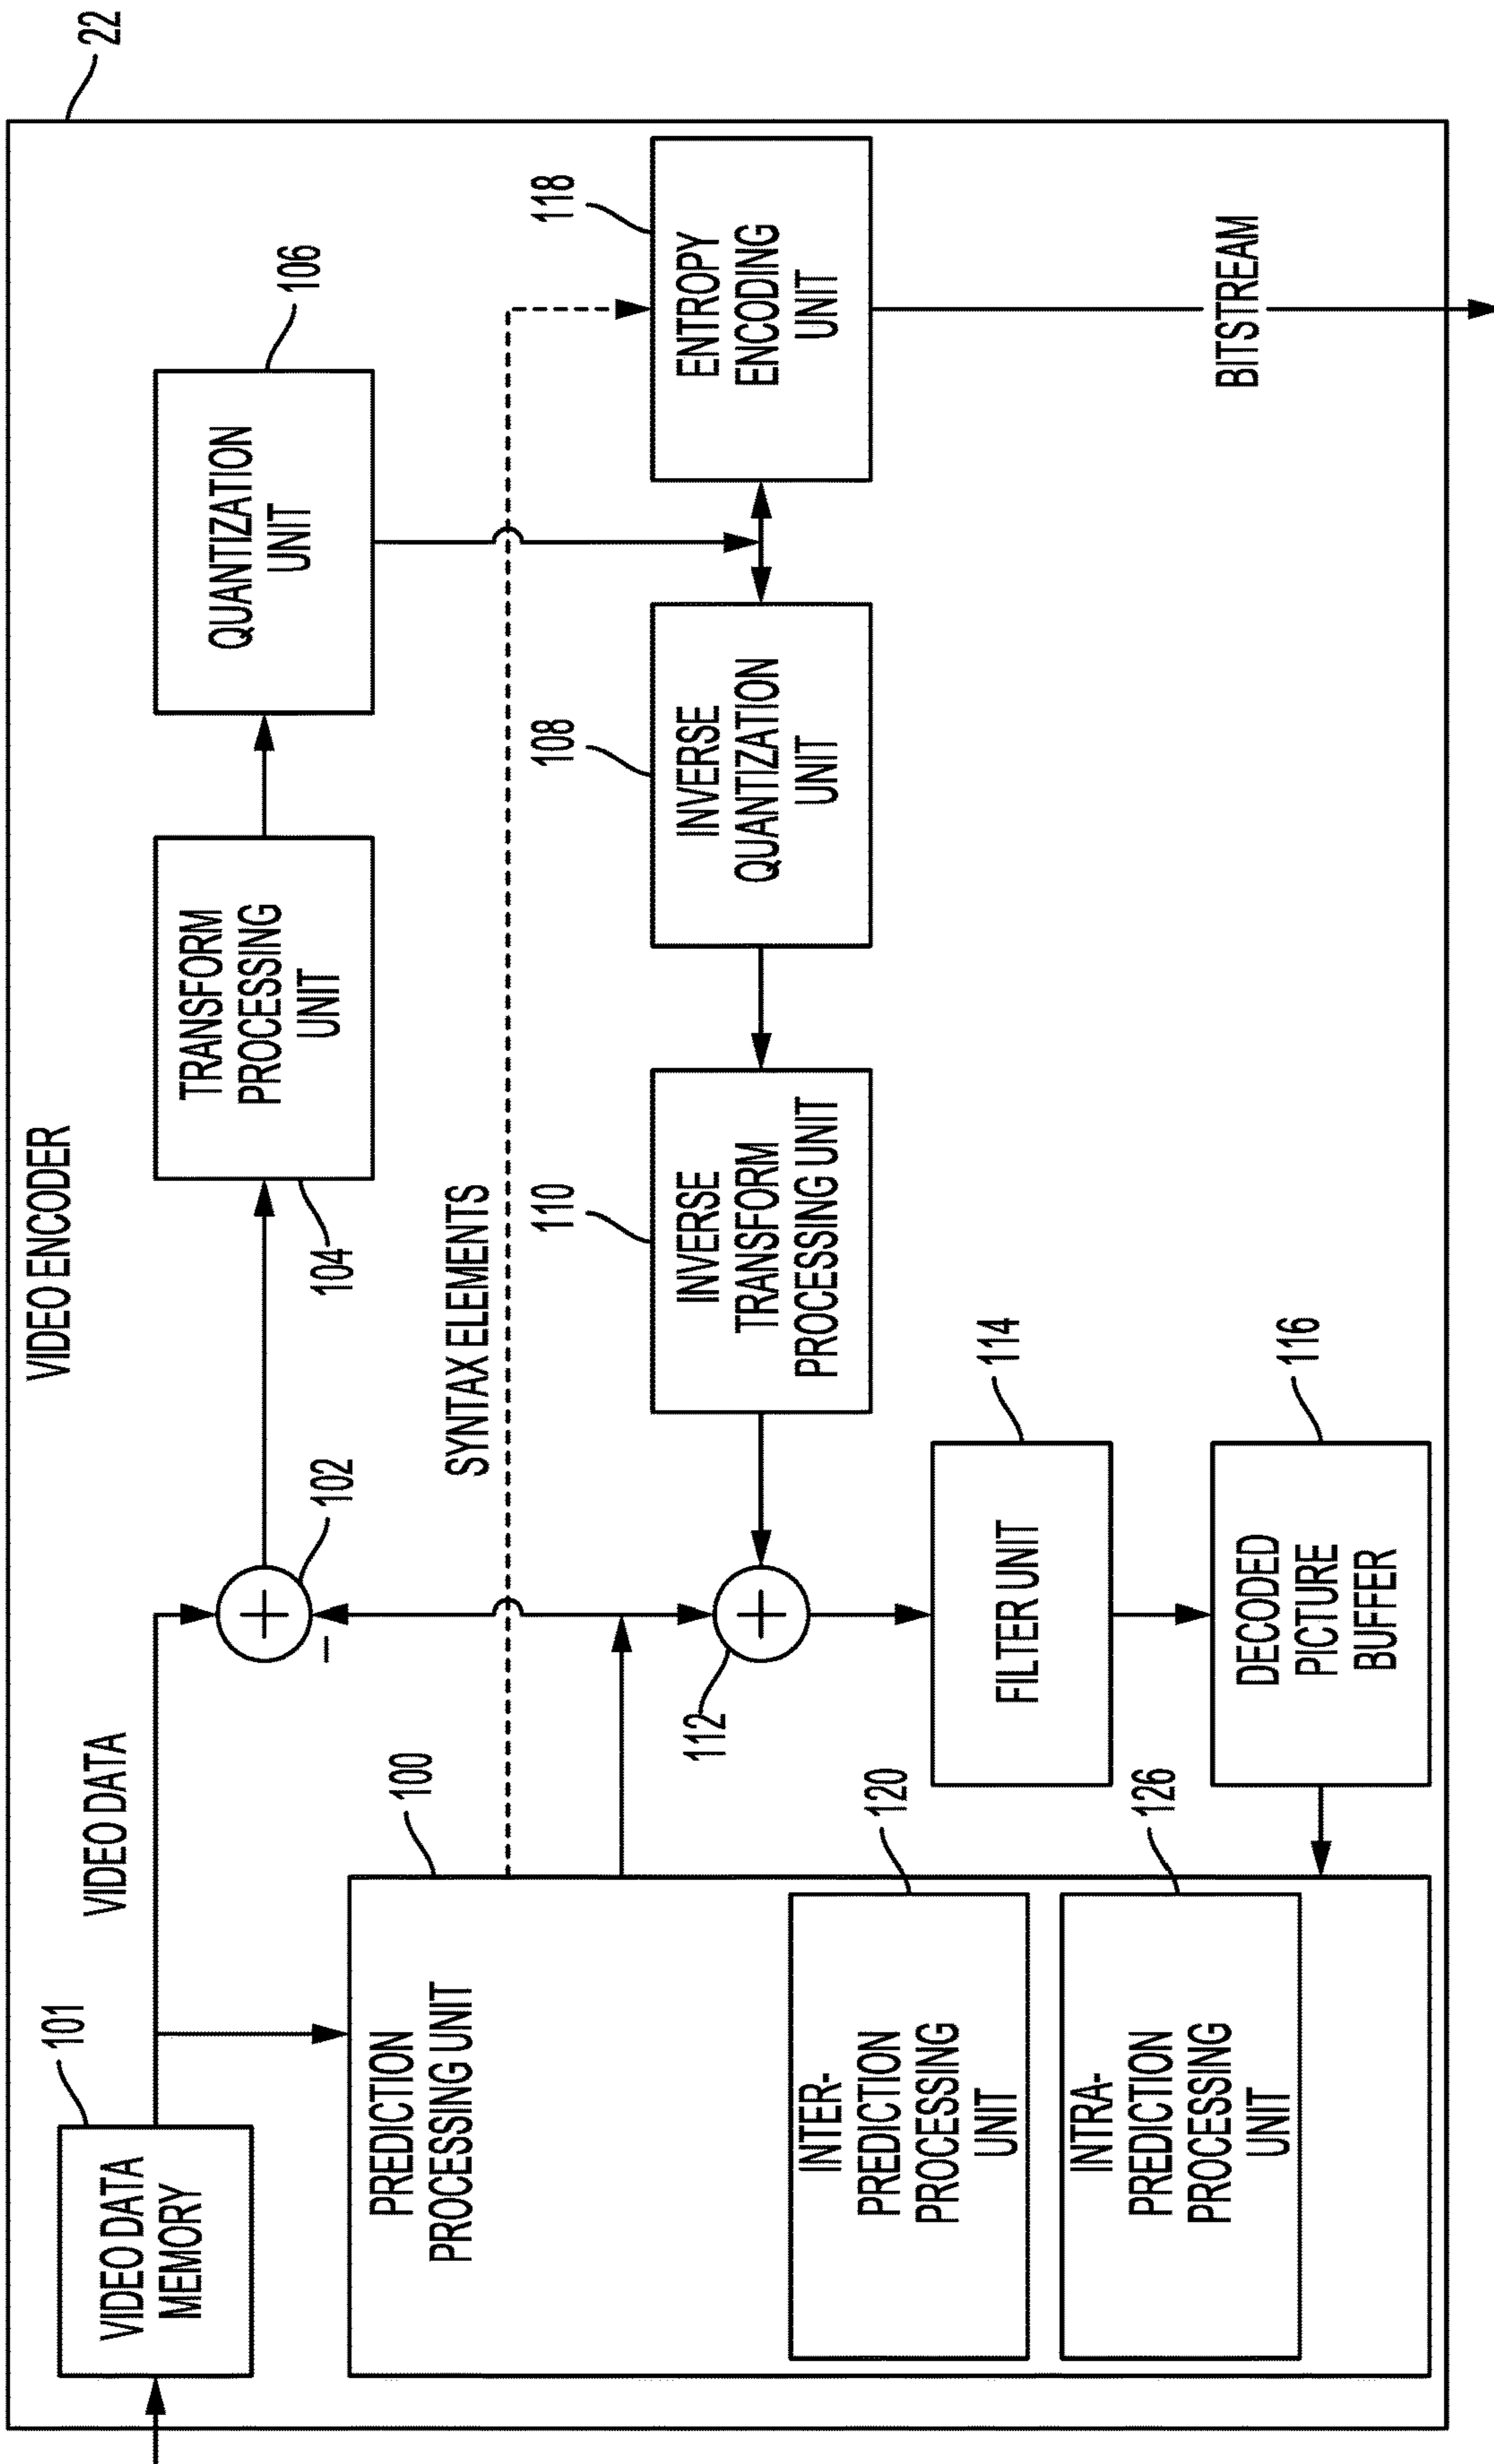 22
VIDEO ENCODER
VIDEO DATA
MEMORY
101
VIDEO DATA
102
TRANSFORM
PROCESSING
UNIT
104
QUANTIZATION
UNIT
106
–
SYNTAX ELEMENTS
PREDICTION
PROCESSING UNIT
100
112
INVERSE
TRANSFORM
PROCESSING UNIT
110
INVERSE
QUANTIZATION
UNIT
108
ENTROPY
ENCODING
UNIT
118
INTER-
PREDICTION
PROCESSING
UNIT
120
FILTER UNIT
114
INTRA-
PREDICTION
PROCESSING
UNIT
126
DECODED
PICTURE
BUFFER
116
BITSTREAM